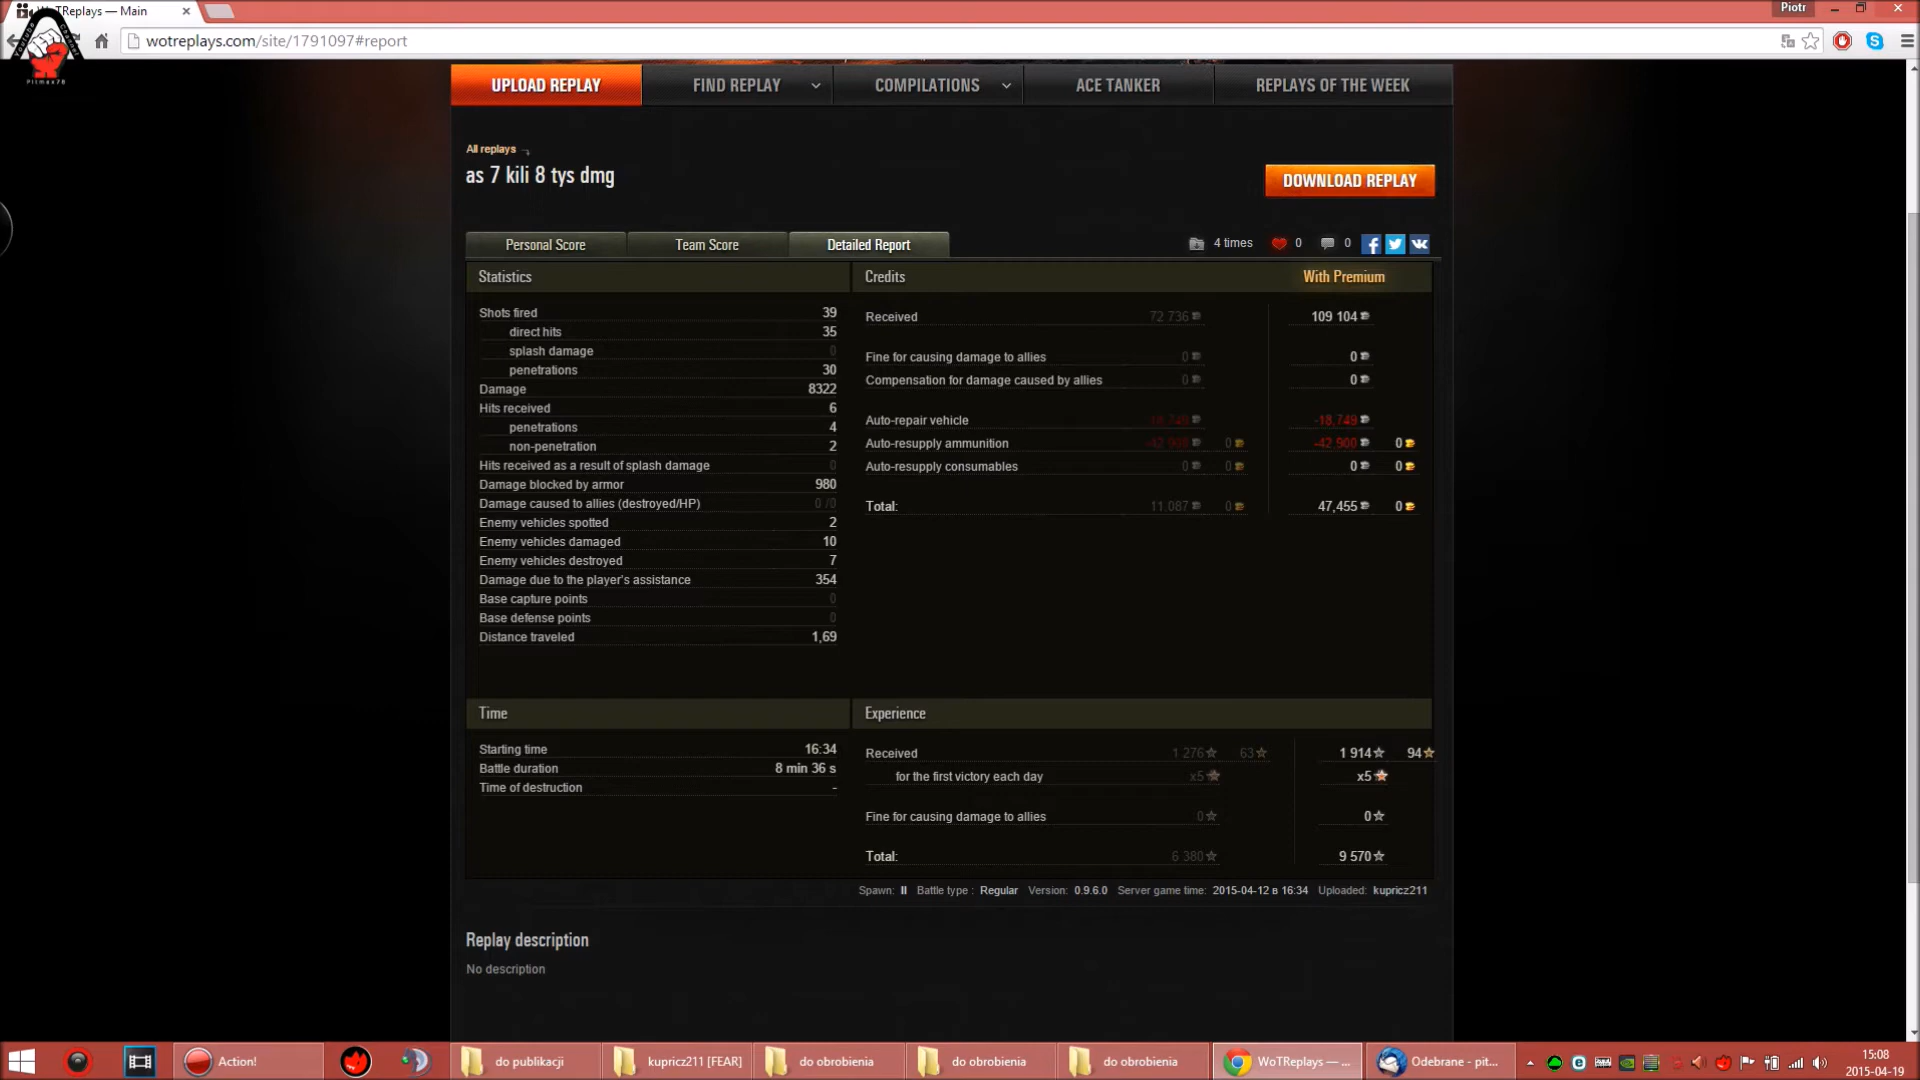 WoTReplays — Main
Piotr
wotreplays.com/site/1791097#report
Pitmax78
UPLOAD REPLAY
FIND REPLAY
COMPILATIONS
ACE TANKER
REPLAYS OF THE WEEK
All replays
as 7 kili 8 tys dmg
DOWNLOAD REPLAY
Personal Score
Team Score
Detailed Report
4 times
0
0
Statistics
Shots fired 39
direct hits 35
splash damage 0
penetrations 30
Damage 8322
Hits received 6
penetrations 4
non-penetration 2
Hits received as a result of splash damage 0
Damage blocked by armor 980
Damage caused to allies (destroyed/HP) 0 /0
Enemy vehicles spotted 2
Enemy vehicles damaged 10
Enemy vehicles destroyed 7
Damage due to the player's assistance 354
Base capture points 0
Base defense points 0
Distance traveled 1,69
Credits With Premium
Received 72 736 109 104
Fine for causing damage to allies 0 0
Compensation for damage caused by allies 0 0
Auto-repair vehicle -18,749 -18,749
Auto-resupply ammunition 0 -42 900 0
Auto-resupply consumables 0 0 0 0
Total: 11,087 0 47,455 0
Time
Starting time 16:34
Battle duration 8 min 36 s
Time of destruction -
Experience
Received 1 276 63 1 914 94
for the first victory each day x5 x5
Fine for causing damage to allies 0 0
Total: 6 380 9 570
Spawn: II Battle type : Regular Version: 0.9.6.0 Server game time: 2015-04-12 в 16:34 Uploaded: kupricz211
Replay description
No description
Action!
do publikacji
kupricz211 [FEAR]
do obrobienia
do obrobienia
do obrobienia
WoTReplays — ...
Odebrane - pit...
15:08
2015-04-19